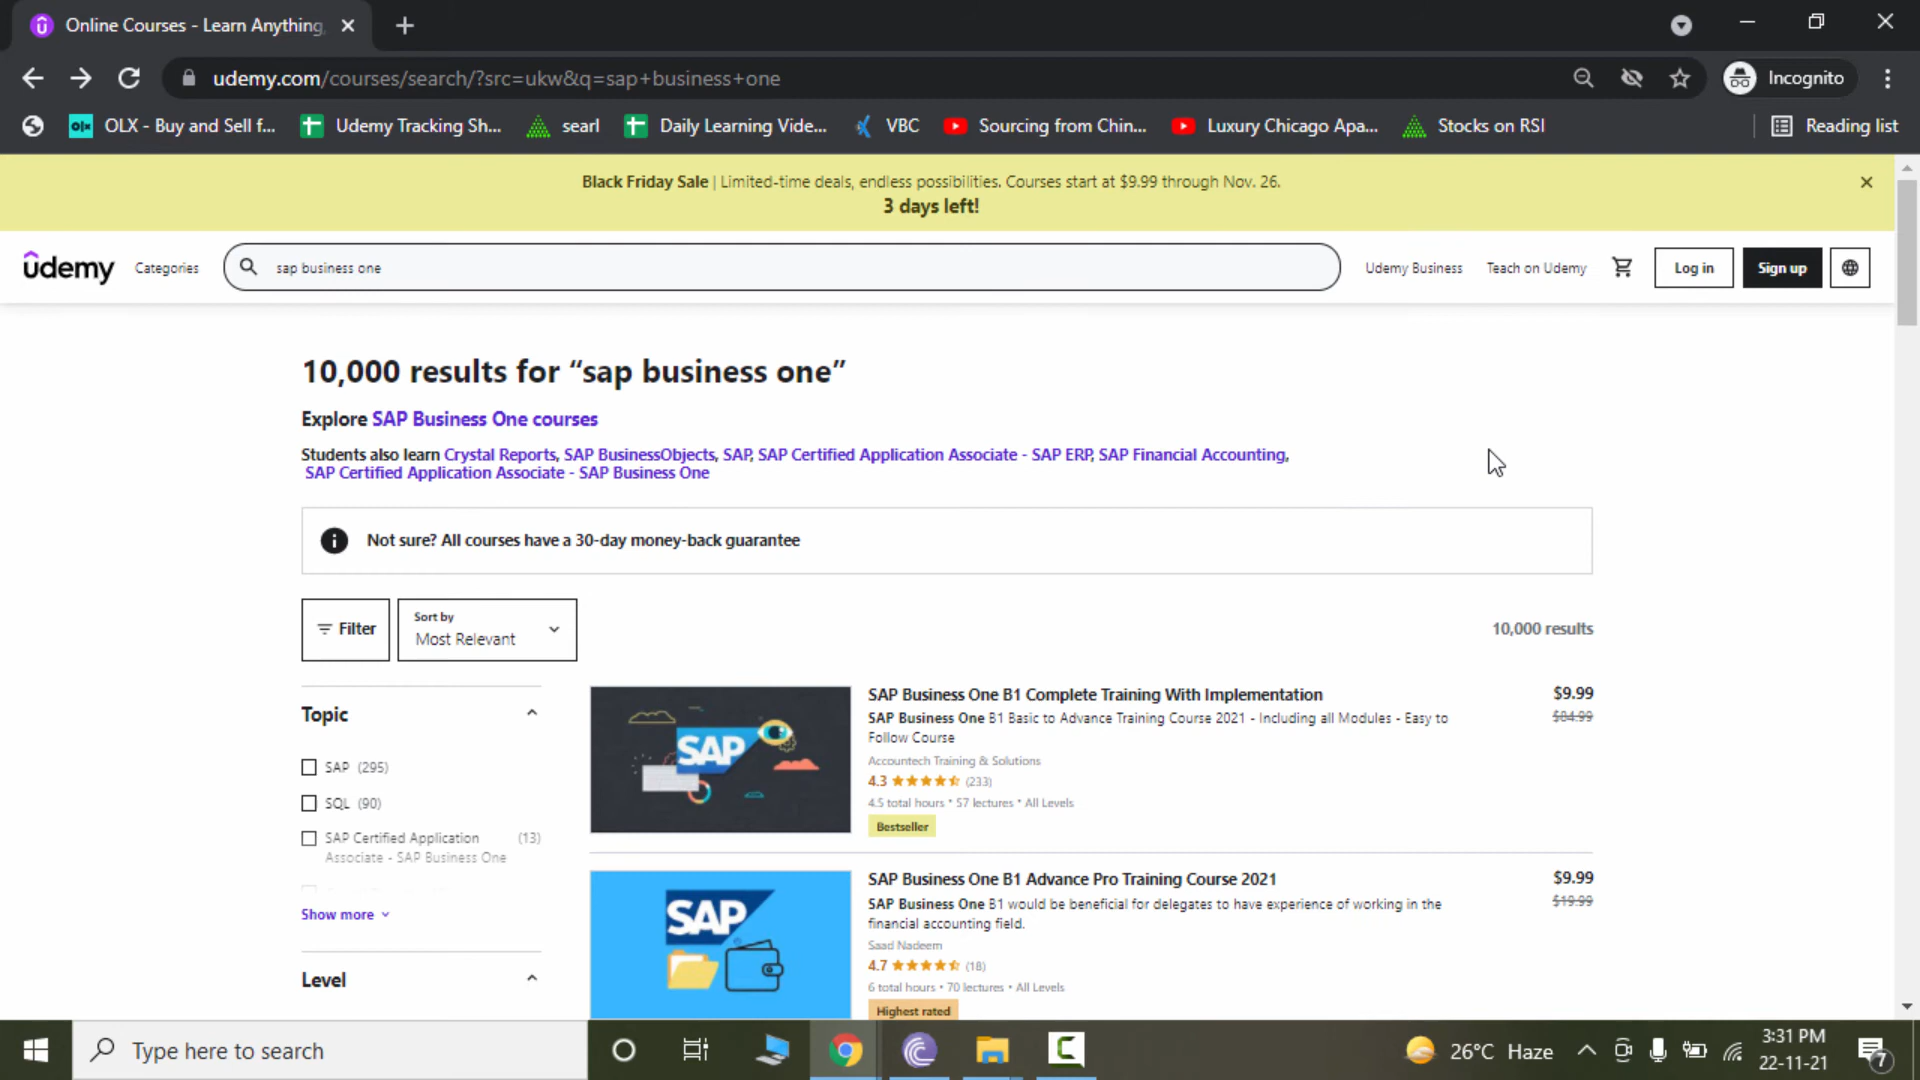 Online Courses - Learn Anything,
udemy.com/courses/search/?src=ukw&q=sap+business+one
Incognito
OLX - Buy and Sell f...
Udemy Tracking Sh...
searl
Daily Learning Vide...
VBC
Sourcing from Chin...
Luxury Chicago Apa...
Stocks on RSI
Reading list
Black Friday Sale | Limited-time deals, endless possibilities. Courses start at $9.99 through Nov. 26.
3 days left!
ûdemy
Categories
sap business one
Udemy Business
Teach on Udemy
Log in
Sign up
10,000 results for “sap business one”
Explore SAP Business One courses
Students also learn Crystal Reports, SAP BusinessObjects, SAP, SAP Certified Application Associate - SAP ERP, SAP Financial Accounting,
SAP Certified Application Associate - SAP Business One
Not sure? All courses have a 30-day money-back guarantee
Filter
Sort by
Most Relevant
10,000 results
Topic
SAP (295)
SQL (90)
SAP Certified Application (13)
Associate - SAP Business One
Show more
Level
SAP
SAP Business One B1 Complete Training With Implementation
$9.99
SAP Business One B1 Basic to Advance Training Course 2021 - Including all Modules - Easy to
$84.99
Follow Course
Accountech Training & Solutions
4.3 (233)
4.5 total hours • 57 lectures • All Levels
Bestseller
SAP
SAP Business One B1 Advance Pro Training Course 2021
$9.99
SAP Business One B1 would be beneficial for delegates to have experience of working in the
$19.99
financial accounting field.
Saad Nadeem
4.7 (18)
6 total hours • 70 lectures • All Levels
Highest rated
Type here to search
26°C Haze
3:31 PM
22-11-21
7